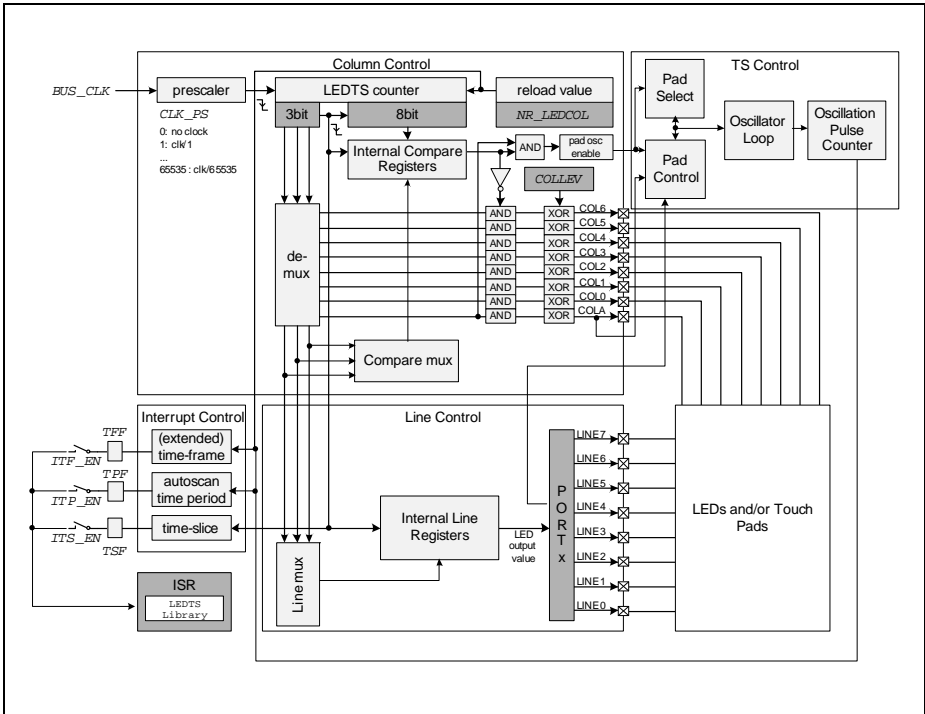 Column Control
TS Control
BUS_CLK
prescaler
LEDTS counter
reload value
3bit
8bit
NR_LEDCOL
CLK_PS
0: no clock
1: clk/1
...
65535 : clk/65535
Internal Compare
Registers
AND
pad osc
enable
Pad
Select
Oscillator
Loop
Oscillation
Pulse
Counter
Pad
Control
COLLEV
de-
mux
AND
XOR
COL6
AND
XOR
COL5
AND
XOR
COL4
AND
XOR
COL3
AND
XOR
COL2
AND
XOR
COL1
AND
XOR
COL0
AND
XOR
COLA
Compare mux
Interrupt Control
Line Control
TFF
(extended)
time-frame
ITF_EN
TPF
autoscan
time period
ITP_EN
time-slice
ITS_EN
TSF
ISR
LEDTS
Library
Line mux
Internal Line
Registers
LED
output
value
PORTx
LINE7
LINE6
LINE5
LINE4
LINE3
LINE2
LINE1
LINE0
LEDs and/or Touch
Pads